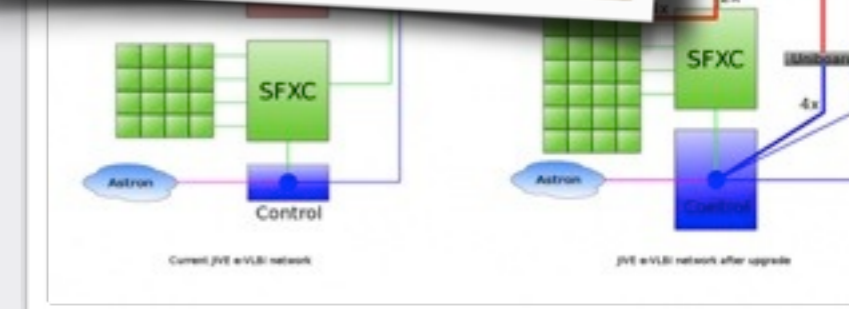 SFXC
SFXC
4x
Astron
Astron
Control
Control
Current JIVE e-VLBI network
JIVE e-VLBI network after upgrade